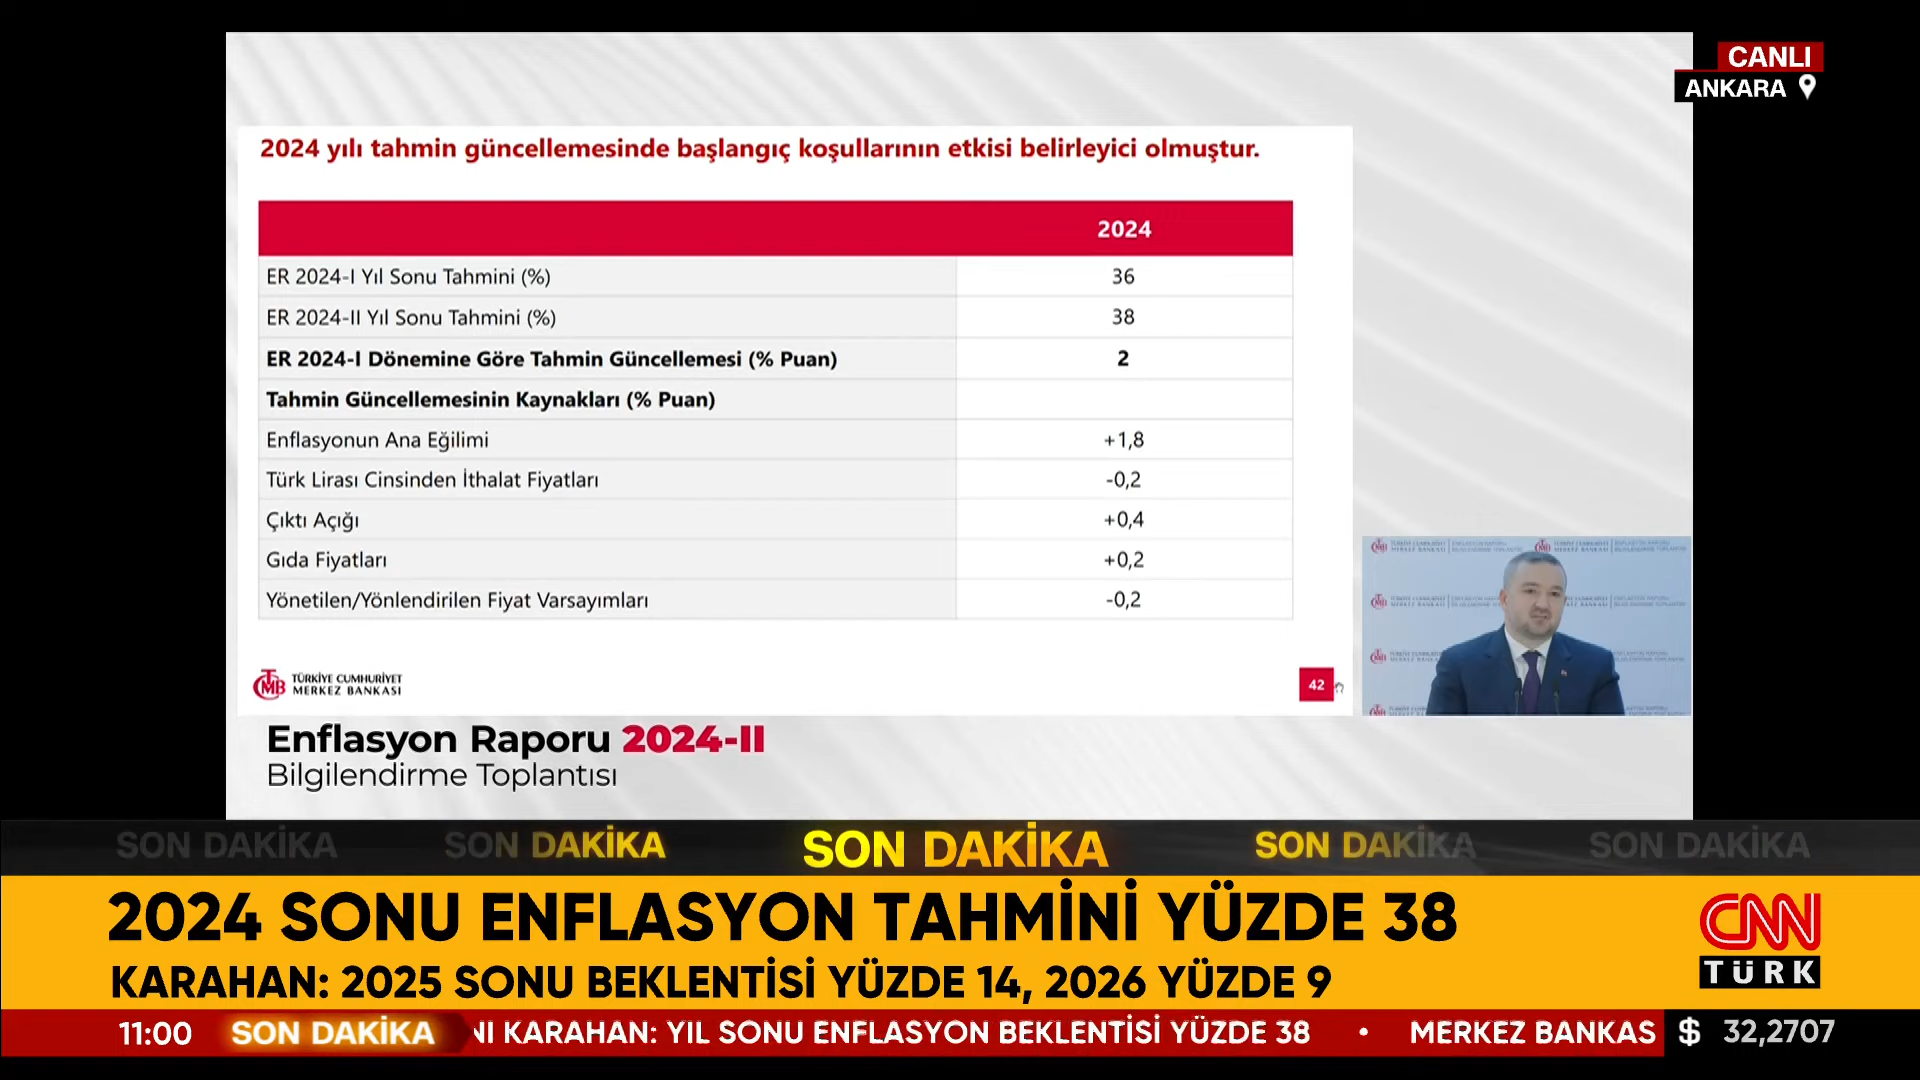 CANLI
ANKARA
2024 yılı tahmin güncellemesinde başlangıç koşullarının etkisi belirleyici olmuştur.
2024
ER 2024-I Yıl Sonu Tahmini (%) 36
ER 2024-II Yıl Sonu Tahmini (%) 38
ER 2024-I Dönemine Göre Tahmin Güncellemesi (% Puan) 2
Tahmin Güncellemesinin Kaynakları (% Puan)
Enflasyonun Ana Eğilimi +1,8
Türk Lirası Cinsinden İthalat Fiyatları -0,2
Çıktı Açığı +0,4
Gıda Fiyatları +0,2
Yönetilen/Yönlendirilen Fiyat Varsayımları -0,2
TCMB
TÜRKİYE CUMHURİYET
MERKEZ BANKASI
42
Enflasyon Raporu 2024-II
Bilgilendirme Toplantısı
SON DAKİKA SON DAKİKA SON DAKİKA SON DAKİKA SON DAKİKA
2024 SONU ENFLASYON TAHMİNİ YÜZDE 38
KARAHAN: 2025 SONU BEKLENTİSİ YÜZDE 14, 2026 YÜZDE 9
CNN
TÜRK
11:00 SON DAKİKA NI KARAHAN: YIL SONU ENFLASYON BEKLENTİSİ YÜZDE 38 • MERKEZ BANKAS $ 32,2707